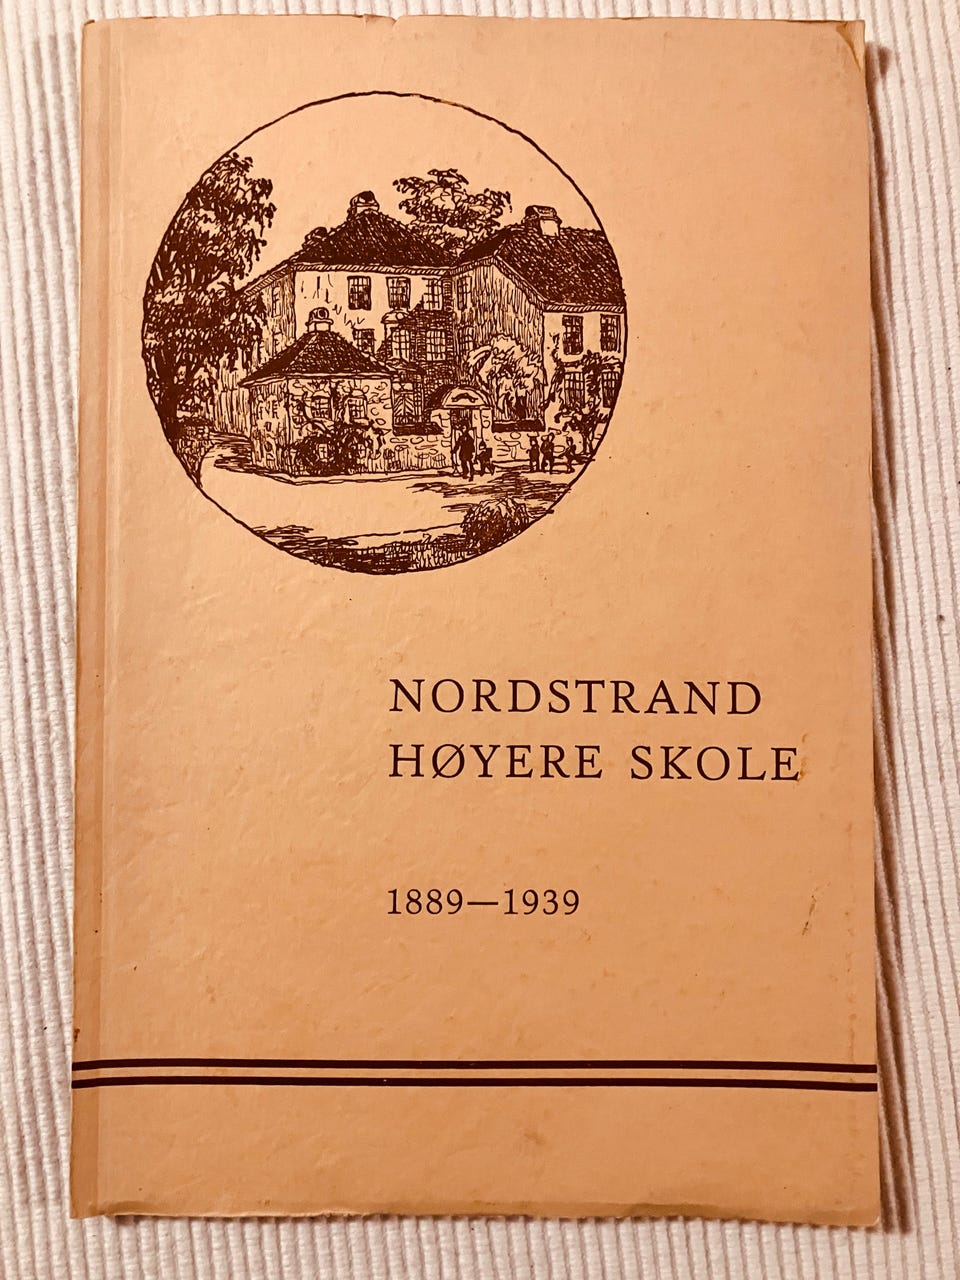 NORDSTRAND
HØYERE SKOLE
1889—1939